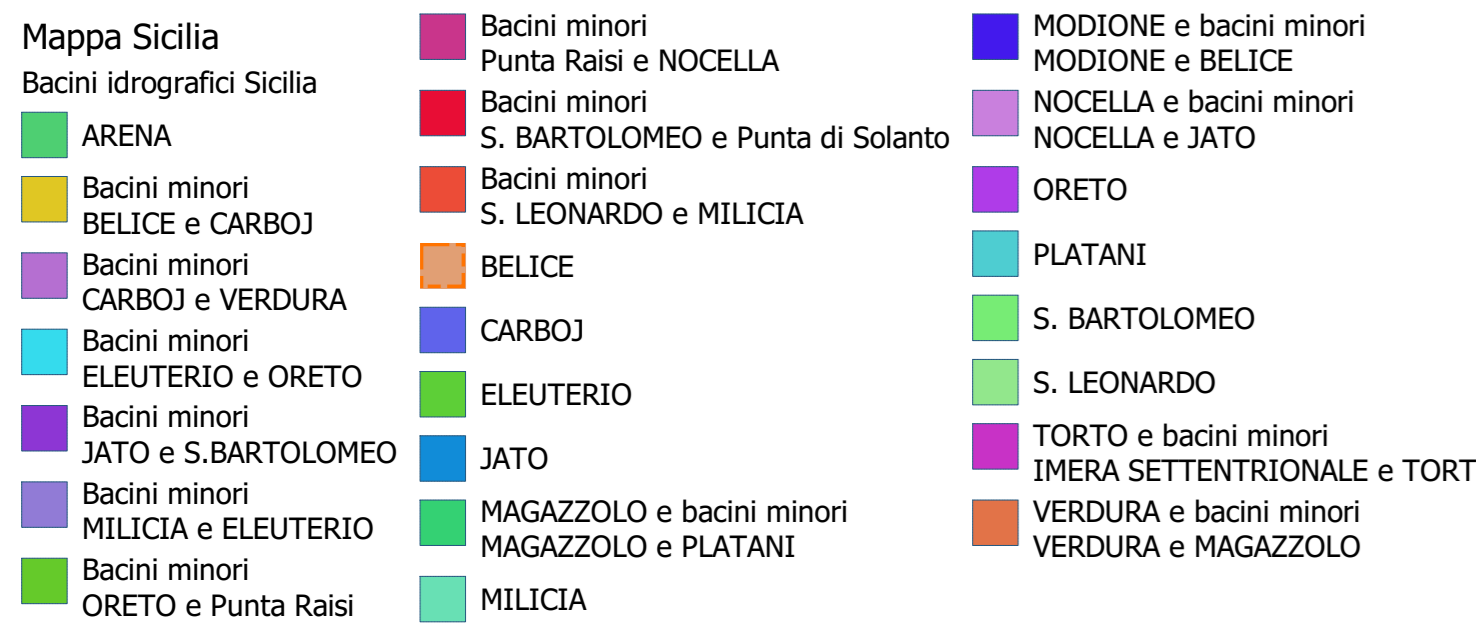 Mappa Sicilia
Bacini idrografici Sicilia
ARENA
Bacini minori
BELICE e CARBOJ
Bacini minori
CARBOJ e VERDURA
Bacini minori
ELEUTERIO e ORETO
Bacini minori
JATO e S.BARTOLOMEO
Bacini minori
MILICIA e ELEUTERIO
Bacini minori
ORETO e Punta Raisi
Bacini minori
Punta Raisi e NOCELLA
Bacini minori
S. BARTOLOMEO e Punta di Solanto
Bacini minori
S. LEONARDO e MILICIA
BELICE
CARBOJ
ELEUTERIO
JATO
MAGAZZOLO e bacini minori
MAGAZZOLO e PLATANI
MILICIA
MODIONE e bacini minori
MODIONE e BELICE
NOCELLA e bacini minori
NOCELLA e JATO
ORETO
PLATANI
S. BARTOLOMEO
S. LEONARDO
TORTO e bacini minori
IMERA SETTENTRIONALE e TORT
VERDURA e bacini minori
VERDURA e MAGAZZOLO